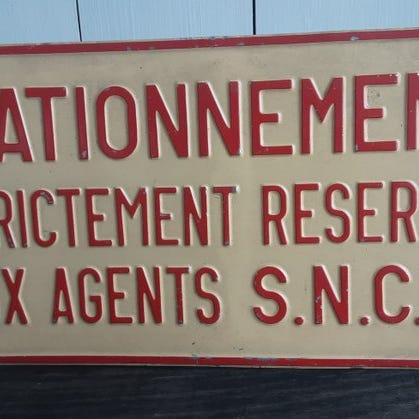 ATIONNEMEN
RICTEMENT RESER
X AGENTS S.N.C.